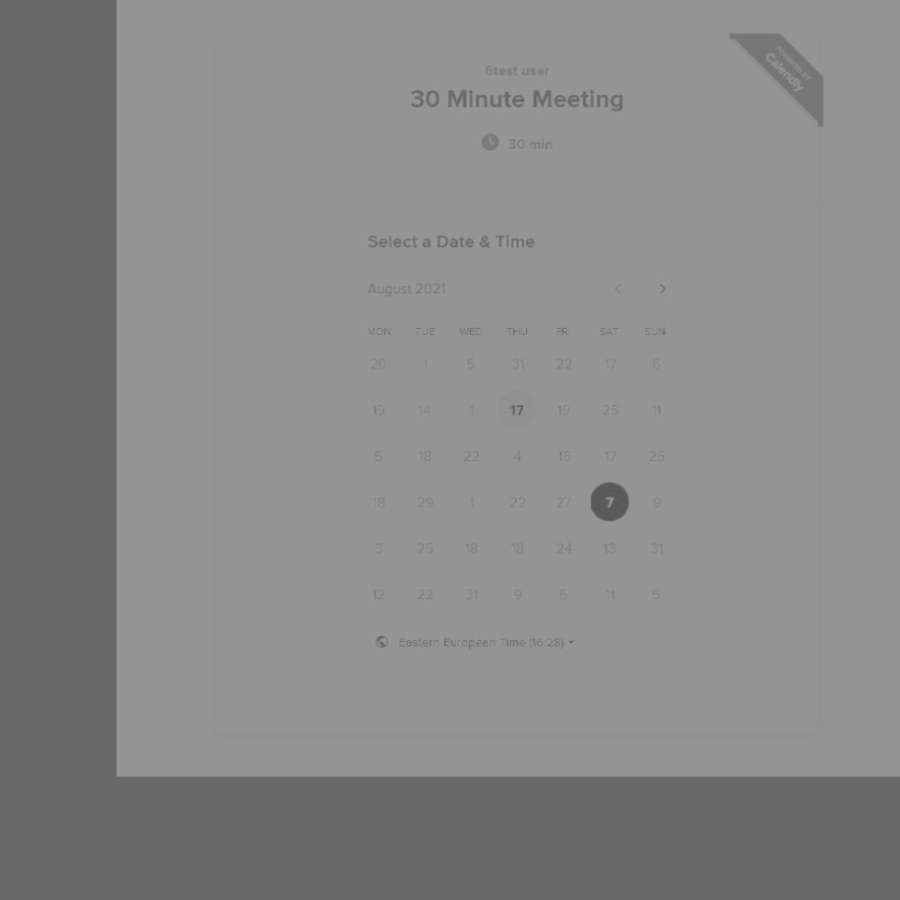 POWERED BY
Calendly
6test user
30 Minute Meeting
30 min
Select a Date & Time
August 2021
MON TUE WED THU FRI SAT SUN
20 1 5 31 22 17 6
19 14 1 17 19 25 11
5 18 22 4 16 17 25
18 29 1 22 27 7 9
3 25 18 18 24 13 31
12 22 31 9 5 11 5
Eastern European Time (16:28)